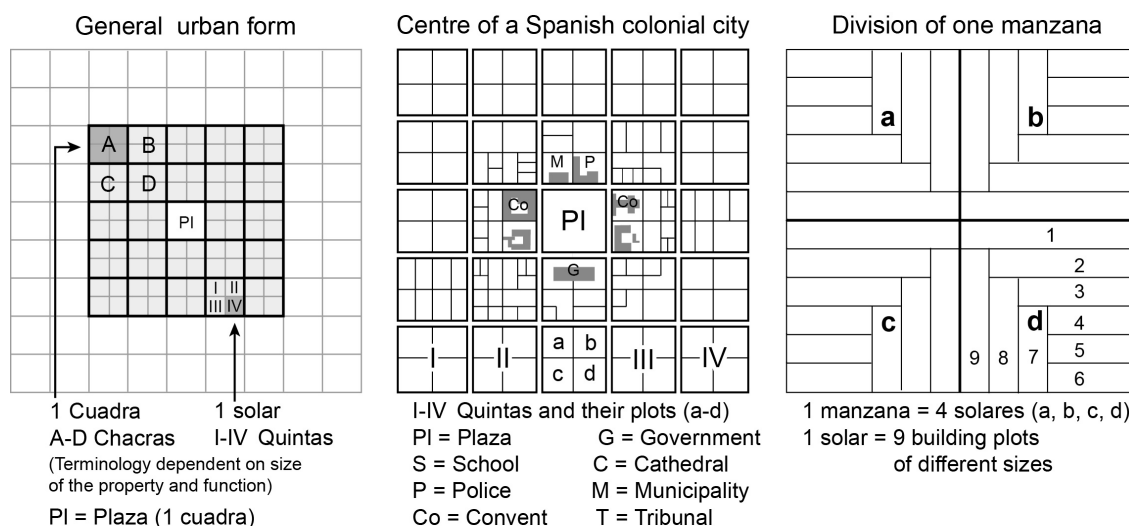 General urban form
A B
C D
Pl
I II
III IV
1 Cuadra
1 solar
A-D Chacras
I-IV Quintas
(Terminology dependent on size
of the property and function)
Pl = Plaza (1 cuadra)
Centre of a Spanish colonial city
M P
Co
Pl
Co
G
I II
a b
c d
III IV
I-IV Quintas and their plots (a-d)
Pl = Plaza
G = Government
S = School
C = Cathedral
P = Police
M = Municipality
Co = Convent
T = Tribunal
Division of one manzana
a
b
1
2
3
c
d
4
5
6
9 8 7
1 manzana = 4 solares (a, b, c, d)
1 solar = 9 building plots
of different sizes